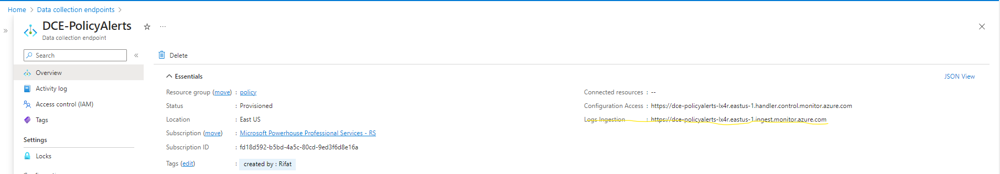 Home > Data collection endpoints >
DCE-PolicyAlerts
Data collection endpoint
Search
Overview
Activity log
Access control (IAM)
Tags
Settings
Locks
Delete
Essentials
JSON View
Resource group (move) : policy
Status : Provisioned
Location : East US
Subscription (move) : Microsoft Powerhouse Professional Services - RS
Subscription ID : fd18d592-b5bd-4a5c-80cd-9ed3f6d8e16a
Tags (edit) : created by : Rifat
Connected resources : --
Configuration Access : https://dce-policyalerts-lx4r.eastus-1.handler.control.monitor.azure.com
Logs Ingestion : https://dce-policyalerts-lx4r.eastus-1.ingest.monitor.azure.com